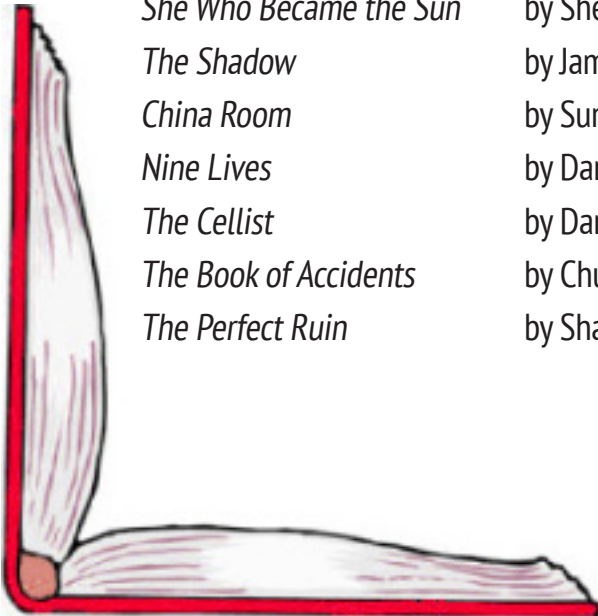 She Who Became the Sun by She
The Shadow by Jam
China Room by Sun
Nine Lives by Dan
The Cellist by Dan
The Book of Accidents by Chu
The Perfect Ruin by Sha